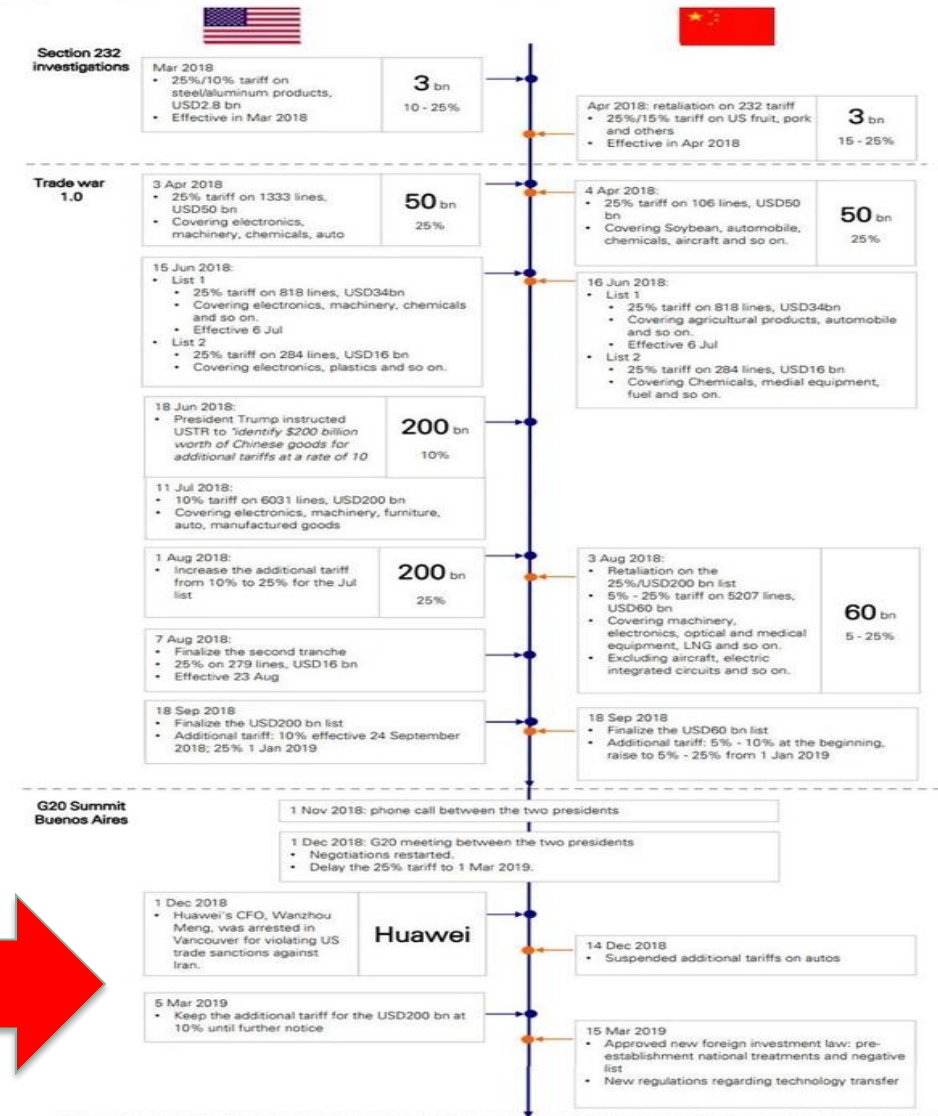 Section 232
investigations
Mar 2018
• 25%/10% tariff on
steel/aluminum products,
USD2.8 bn
• Effective in Mar 2018
3 bn
10 - 25%
Apr 2018: retaliation on 232 tariff
• 25%/15% tariff on US fruit, pork
and others
• Effective in Apr 2018
3 bn
15 - 25%
Trade war
1.0
3 Apr 2018
• 25% tariff on 1333 lines,
USD50 bn
• Covering electronics,
machinery, chemicals, auto
50 bn
25%
4 Apr 2018:
• 25% tariff on 106 lines, USD50
bn
• Covering Soybean, automobile,
chemicals, aircraft and so on.
50 bn
25%
15 Jun 2018:
• List 1
• 25% tariff on 818 lines, USD34bn
• Covering electronics, machinery, chemicals
and so on.
• Effective 6 Jul
• List 2
• 25% tariff on 284 lines, USD16 bn
• Covering electronics, plastics and so on.
16 Jun 2018:
• List 1
• 25% tariff on 818 lines, USD34bn
• Covering agricultural products, automobile
and so on.
• Effective 6 Jul
• List 2
• 25% tariff on 284 lines, USD16 bn
• Covering Chemicals, medial equipment,
fuel and so on.
18 Jun 2018:
• President Trump instructed
USTR to "identify $200 billion
worth of Chinese goods for
additional tariffs at a rate of 10
200 bn
10%
11 Jul 2018:
• 10% tariff on 6031 lines, USD200 bn
• Covering electronics, machinery, furniture,
auto, manufactured goods
1 Aug 2018:
• Increase the additional tariff
from 10% to 25% for the Jul
list
200 bn
25%
3 Aug 2018:
• Retaliation on the
25%/USD200 bn list
• 5% - 25% tariff on 5207 lines,
USD60 bn
• Covering machinery,
electronics, optical and medical
equipment, LNG and so on.
• Excluding aircraft, electric
integrated circuits and so on.
60 bn
5 - 25%
7 Aug 2018:
• Finalize the second tranche
• 25% on 279 lines, USD16 bn
• Effective 23 Aug
18 Sep 2018
• Finalize the USD200 bn list
• Additional tariff: 10% effective 24 September
2018; 25% 1 Jan 2019
18 Sep 2018
• Finalize the USD60 bn list
• Additional tariff: 5% - 10% at the beginning,
raise to 5% - 25% from 1 Jan 2019
G20 Summit
Buenos Aires
1 Nov 2018: phone call between the two presidents
1 Dec 2018: G20 meeting between the two presidents
• Negotiations restarted.
• Delay the 25% tariff to 1 Mar 2019.
1 Dec 2018
• Huawei's CFO, Wanzhou
Meng, was arrested in
Vancouver for violating US
trade sanctions against
Iran.
Huawei
14 Dec 2018
• Suspended additional tariffs on autos
5 Mar 2019
• Keep the additional tariff for the USD200 bn at
10% until further notice
15 Mar 2019
• Approved new foreign investment law: pre-
establishment national treatments and negative
list
• New regulations regarding technology transfer